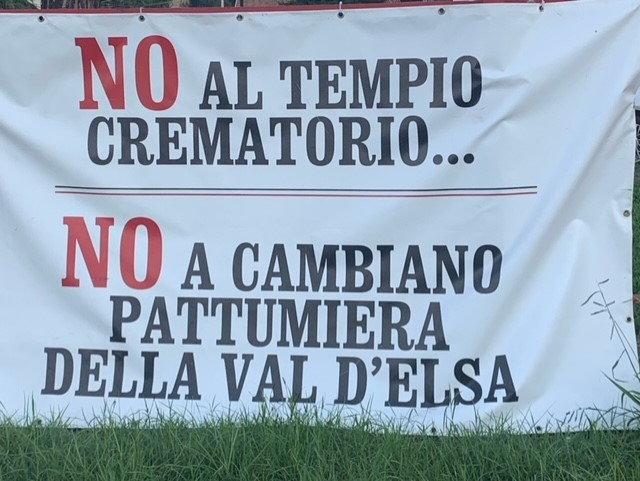 NO AL TEMPIO
CREMATORIO...
NO A CAMBIANO
PATTUMIERA
DELLA VAL D'ELSA